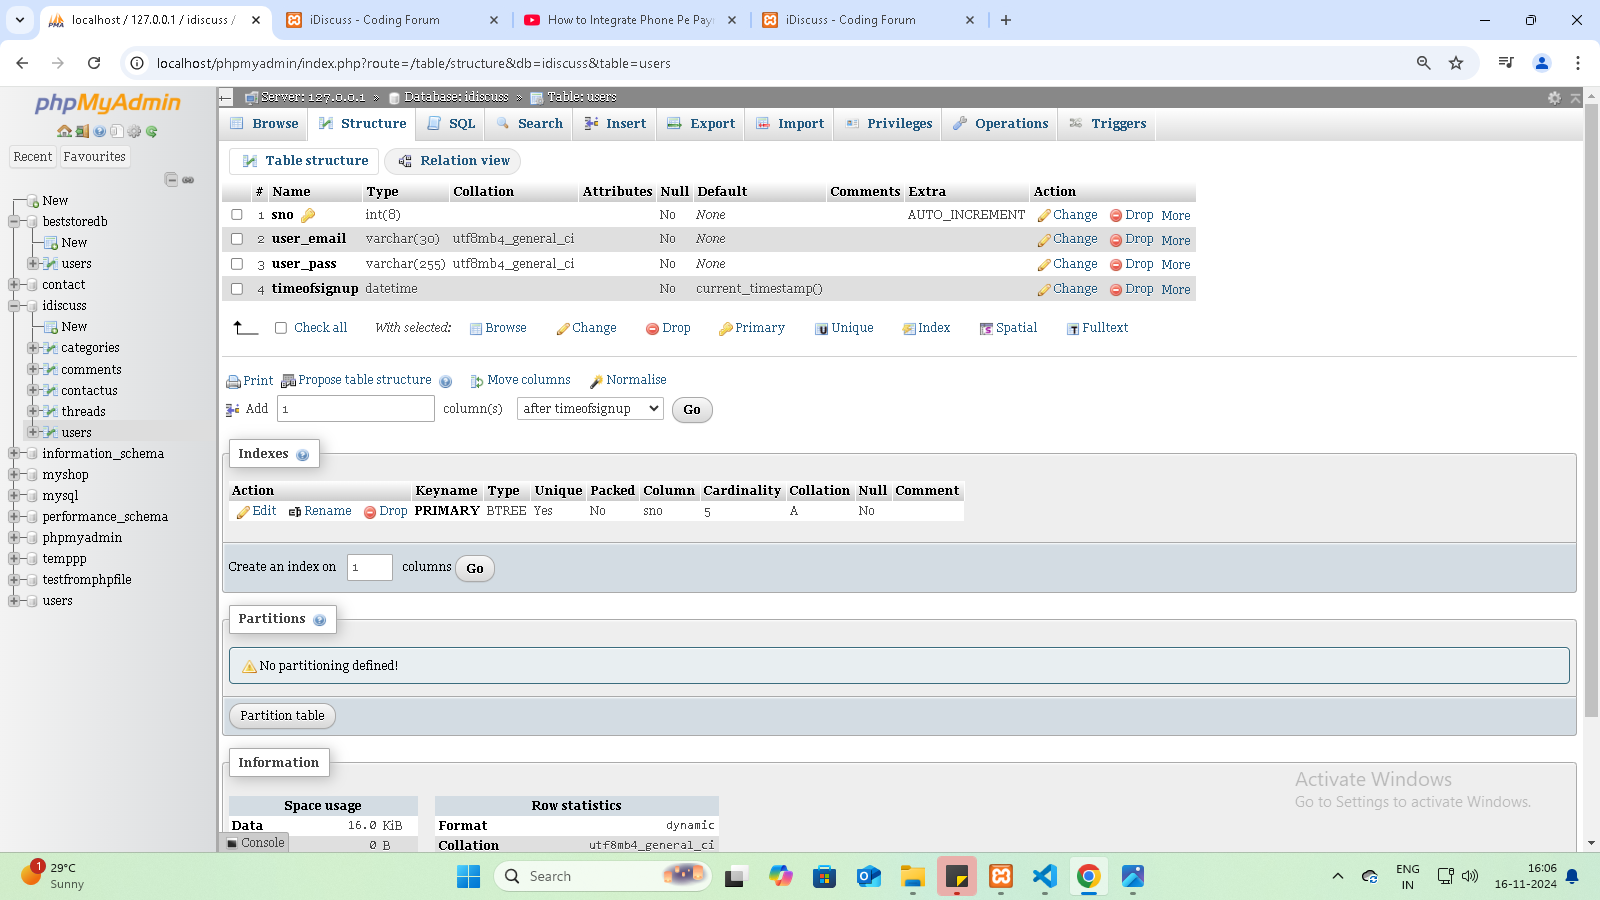 localhost / 127.0.0.1 / idiscuss /
iDiscuss - Coding Forum
How to Integrate Phone Pe Pay
iDiscuss - Coding Forum
localhost/phpmyadmin/index.php?route=/table/structure&db=idiscuss&table=users
phpMyAdmin
Recent Favourites
New
beststoredb
New
users
contact
idiscuss
New
categories
comments
contactus
threads
users
information_schema
myshop
mysql
performance_schema
phpmyadmin
temppp
testfromphpfile
users
Server: 127.0.0.1 » Database: idiscuss » Table: users
Browse Structure SQL Search Insert Export Import Privileges Operations Triggers
Table structure Relation view
# Name Type Collation Attributes Null Default Comments Extra Action
1 sno int(8) No None AUTO_INCREMENT Change Drop More
2 user_email varchar(30) utf8mb4_general_ci No None Change Drop More
3 user_pass varchar(255) utf8mb4_general_ci No None Change Drop More
4 timeofsignup datetime No current_timestamp() Change Drop More
Check all With selected: Browse Change Drop Primary Unique Index Spatial Fulltext
Print Propose table structure Move columns Normalise
Add 1 column(s) after timeofsignup Go
Indexes
Action Keyname Type Unique Packed Column Cardinality Collation Null Comment
Edit Rename Drop PRIMARY BTREE Yes No sno 5 A No
Create an index on 1 columns Go
Partitions
No partitioning defined!
Partition table
Information
Space usage
Data 16.0 KiB
0 B
Row statistics
Format dynamic
Collation utf8mb4_general_ci
Console
Activate Windows
Go to Settings to activate Windows.
1
29°C
Sunny
Search
ENG
IN
16:06
16-11-2024